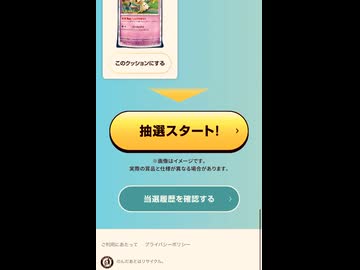 このクッションにする
抽選スタート!
※画像はイメージです。
実際の賞品と仕様が異なる場合があります。
当選履歴を確認する
ご利用にあたって プライバシーポリシー
のんだあとはリサイクル。